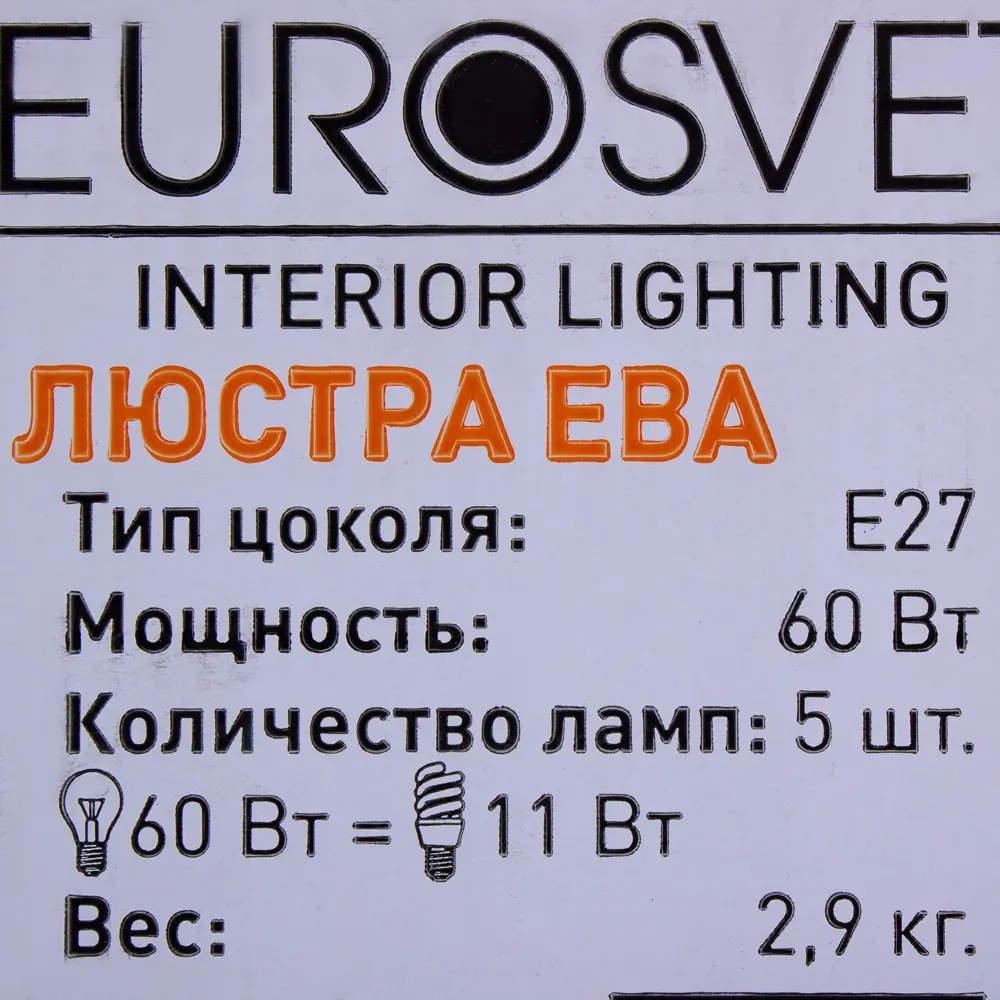 EUROSVET
INTERIOR LIGHTING
ЛЮСТРА ЕВА
Тип цоколя: E27
Мощность: 60 Вт
Количество ламп: 5 шт.
60 Вт = 11 Вт
Вес: 2,9 кг.